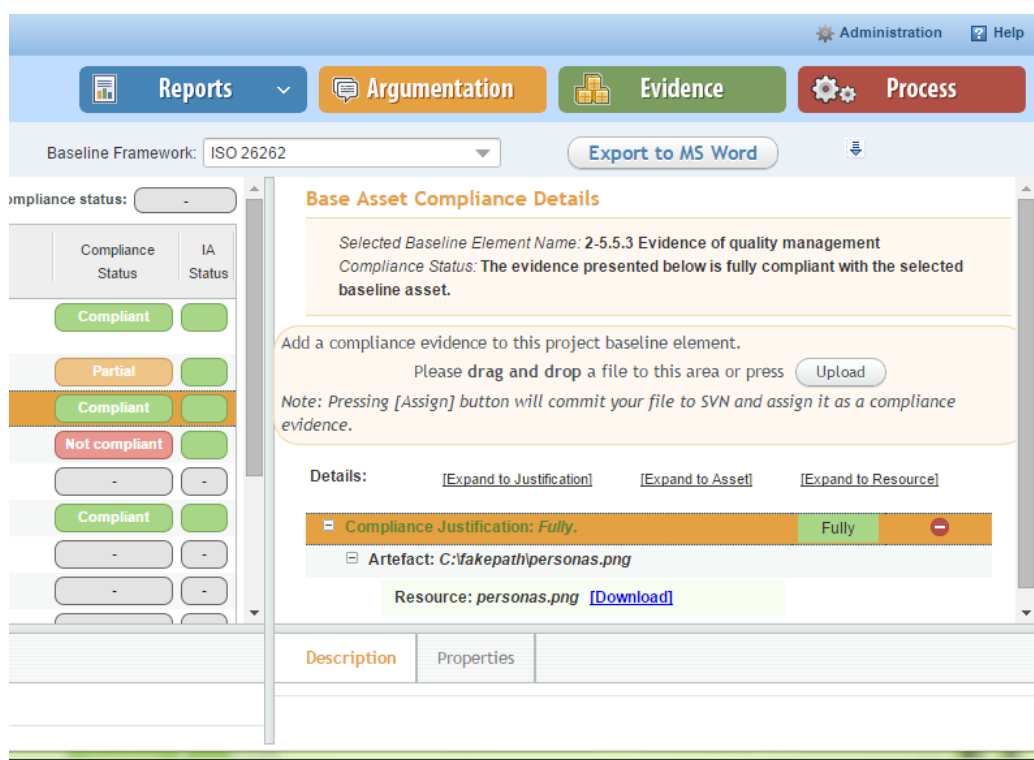 Administration
Help
Reports
Argumentation
Evidence
Process
Baseline Framework: ISO 26262
Export to MS Word
ompliance status: -
Compliance
Status
IA
Status
Compliant
Partial
Compliant
Not compliant
- -
Compliant
- -
- -
Base Asset Compliance Details
Selected Baseline Element Name: 2-5.5.3 Evidence of quality management
Compliance Status: The evidence presented below is fully compliant with the selected
baseline asset.
Add a compliance evidence to this project baseline element.
Please drag and drop a file to this area or press Upload
Note: Pressing [Assign] button will commit your file to SVN and assign it as a compliance
evidence.
Details: [Expand to Justification] [Expand to Asset] [Expand to Resource]
Compliance Justification: Fully. Fully
Artefact: C:\fakepath\personas.png
Resource: personas.png [Download]
Description Properties